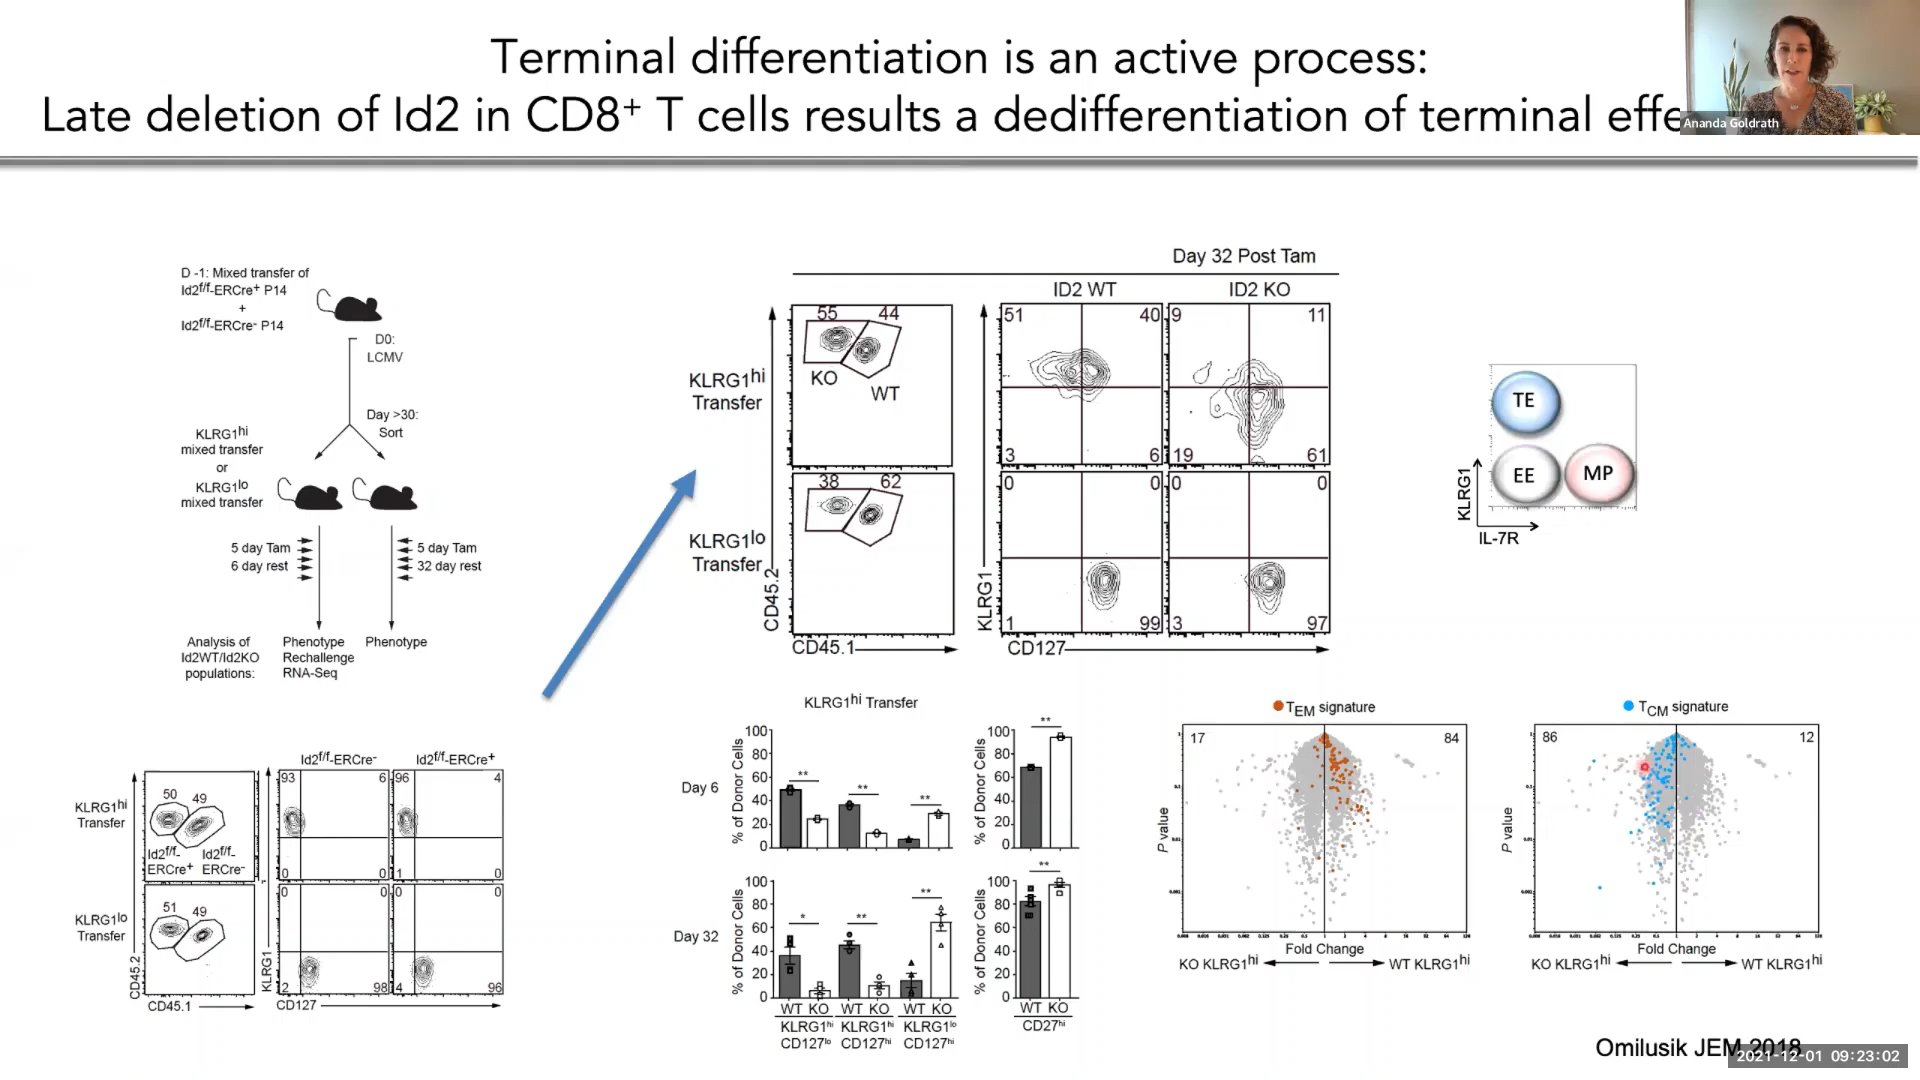 Terminal differentiation is an active process:
Late deletion of Id2 in CD8+ T cells results a dedifferentiation of terminal effe
Ananda Goldrath
D -1: Mixed transfer of
Id2f/f-ERCre+ P14
+
Id2f/f-ERCre- P14
D0:
LCMV
Day >30:
Sort
KLRG1hi
mixed transfer
or
KLRG1lo
mixed transfer
5 day Tam
6 day rest
5 day Tam
32 day rest
Analysis of
Id2WT/Id2KO
populations:
Phenotype
Rechallenge
RNA-Seq
Phenotype
Id2f/f-ERCre-
Id2f/f-ERCre+
KLRG1hi
Transfer
50
49
Id2f/f-
ERCre+
Id2f/f-
ERCre-
93
6
0
0
96
4
1
0
KLRG1lo
Transfer
51
49
0
0
2
98
0
0
4
96
CD45.2
CD45.1
KLRG1
CD127
Day 32 Post Tam
ID2 WT
ID2 KO
KLRG1hi
Transfer
55
44
KO
WT
51
40
3
6
9
11
19
61
KLRG1lo
Transfer
38
62
0
0
1
99
0
0
3
97
CD45.2
CD45.1
KLRG1
CD127
TE
EE
MP
KLRG1
IL-7R
KLRG1hi Transfer
Day 6
% of Donor Cells
100
80
60
40
20
0
**
**
**
% of Donor Cells
100
80
60
40
20
0
**
Day 32
% of Donor Cells
100
80
60
40
20
0
*
**
**
WT KO
WT KO
WT KO
KLRG1hi
CD127lo
KLRG1hi
CD127hi
KLRG1lo
CD127hi
% of Donor Cells
100
80
60
40
20
0
**
WT KO
CD27hi
TEM signature
17
84
P value
Fold Change
KO KLRG1hi
WT KLRG1hi
TCM signature
86
12
P value
Fold Change
KO KLRG1hi
WT KLRG1hi
Omilusik JEM 2018
2021-12-01 09:23:02